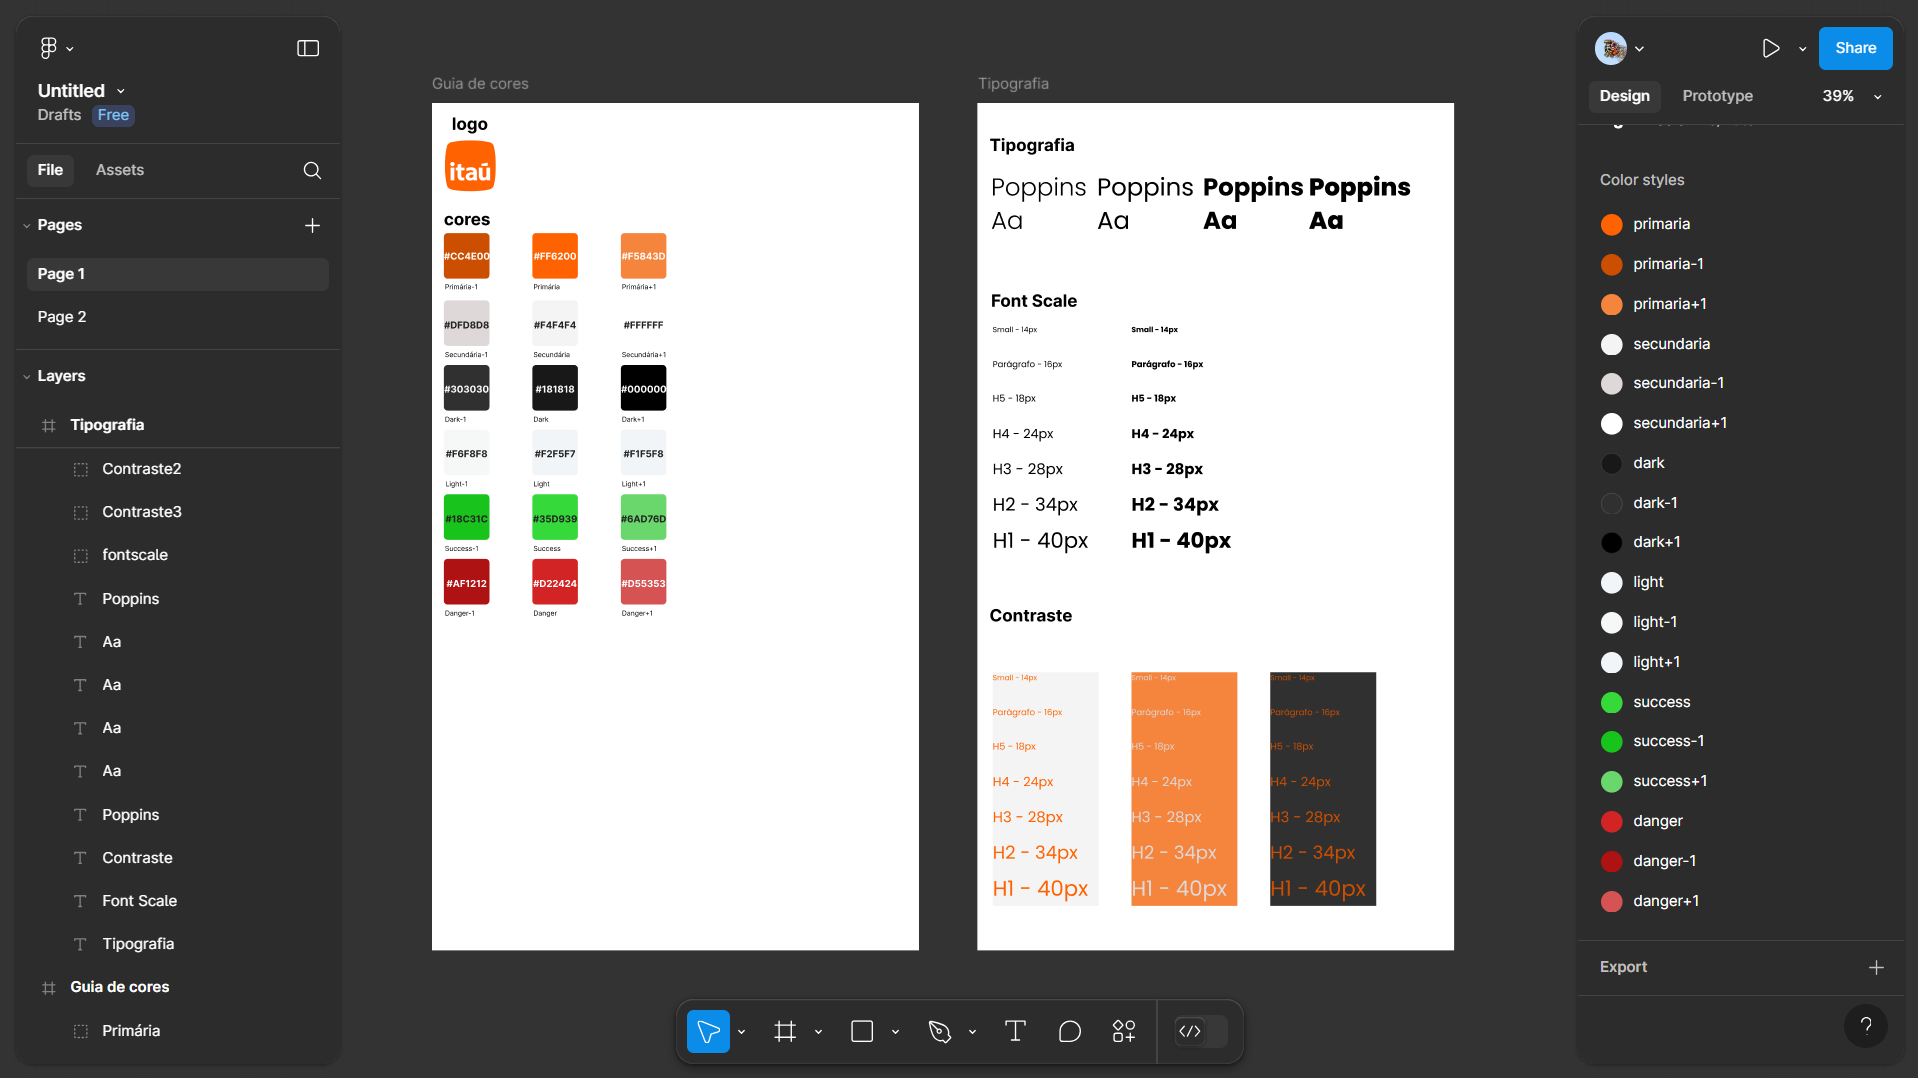 Untitled
Drafts Free
File Assets
Pages
Page 1
Page 2
Layers
Tipografia
Contraste2
Contraste3
fontscale
Poppins
Aa
Aa
Aa
Aa
Poppins
Contraste
Font Scale
Tipografia
Guia de cores
Primária
Guia de cores
logo
itaú
cores
#CC4E00 #FF6200 #F5843D
Primária-1 Primária Primária+1
#DFD8D8 #F4F4F4 #FFFFFF
Secundária-1 Secundária Secundária+1
#303030 #181818 #000000
Dark-1 Dark Dark+1
#F6F8F8 #F2F5F7 #F1F5F8
Light-1 Light Light+1
#18C31C #35D939 #6AD76D
Success-1 Success Success+1
#AF1212 #D22424 #D55353
Danger-1 Danger Danger+1
Tipografia
Tipografia
Poppins Poppins Poppins Poppins
Aa Aa Aa Aa
Font Scale
Small - 14px Small - 14px
Parágrafo - 16px Parágrafo - 16px
H5 - 18px H5 - 18px
H4 - 24px H4 - 24px
H3 - 28px H3 - 28px
H2 - 34px H2 - 34px
H1 - 40px H1 - 40px
Contraste
Small - 14px Small - 14px Small - 14px
Parágrafo - 16px Parágrafo - 16px Parágrafo - 16px
H5 - 18px H5 - 18px H5 - 18px
H4 - 24px H4 - 24px H4 - 24px
H3 - 28px H3 - 28px H3 - 28px
H2 - 34px H2 - 34px H2 - 34px
H1 - 40px H1 - 40px H1 - 40px
Share
Design Prototype 39%
Color styles
primaria
primaria-1
primaria+1
secundaria
secundaria-1
secundaria+1
dark
dark-1
dark+1
light
light-1
light+1
success
success-1
success+1
danger
danger-1
danger+1
Export
?